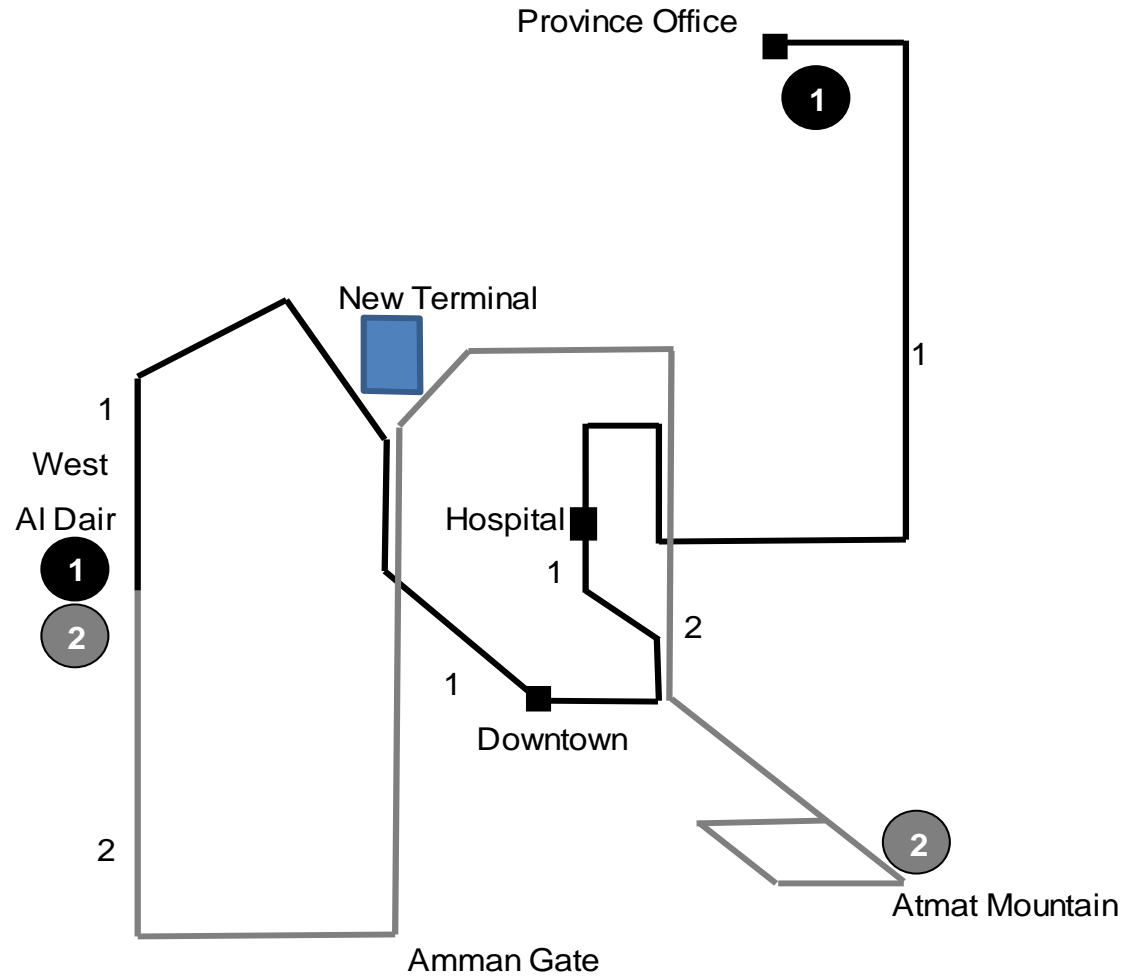 Province Office
1
New Terminal
1
1
West
Al Dair
Hospital
1
1
2
2
1
Downtown
2
2
Atmat Mountain
Amman Gate